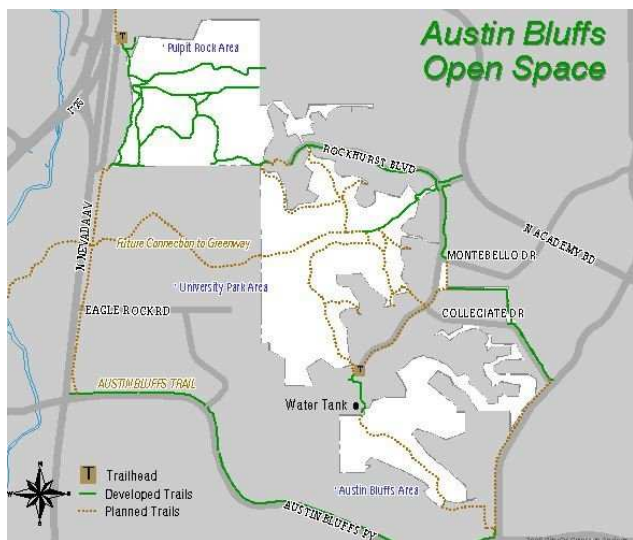 Austin Bluffs
Open Space
T
Pulpit Rock Area
I 25
ROCKHURST BLVD
N NEVADA AV
N ACADEMY BD
Future Connection to Greenway
MONTEBELLO DR
University Park Area
EAGLE ROCK RD
COLLEGIATE DR
T
AUSTIN BLUFFS TRAIL
Water Tank
T Trailhead
Developed Trails
Planned Trails
Austin Bluffs Area
AUSTIN BLUFFS PY
N
W E
S